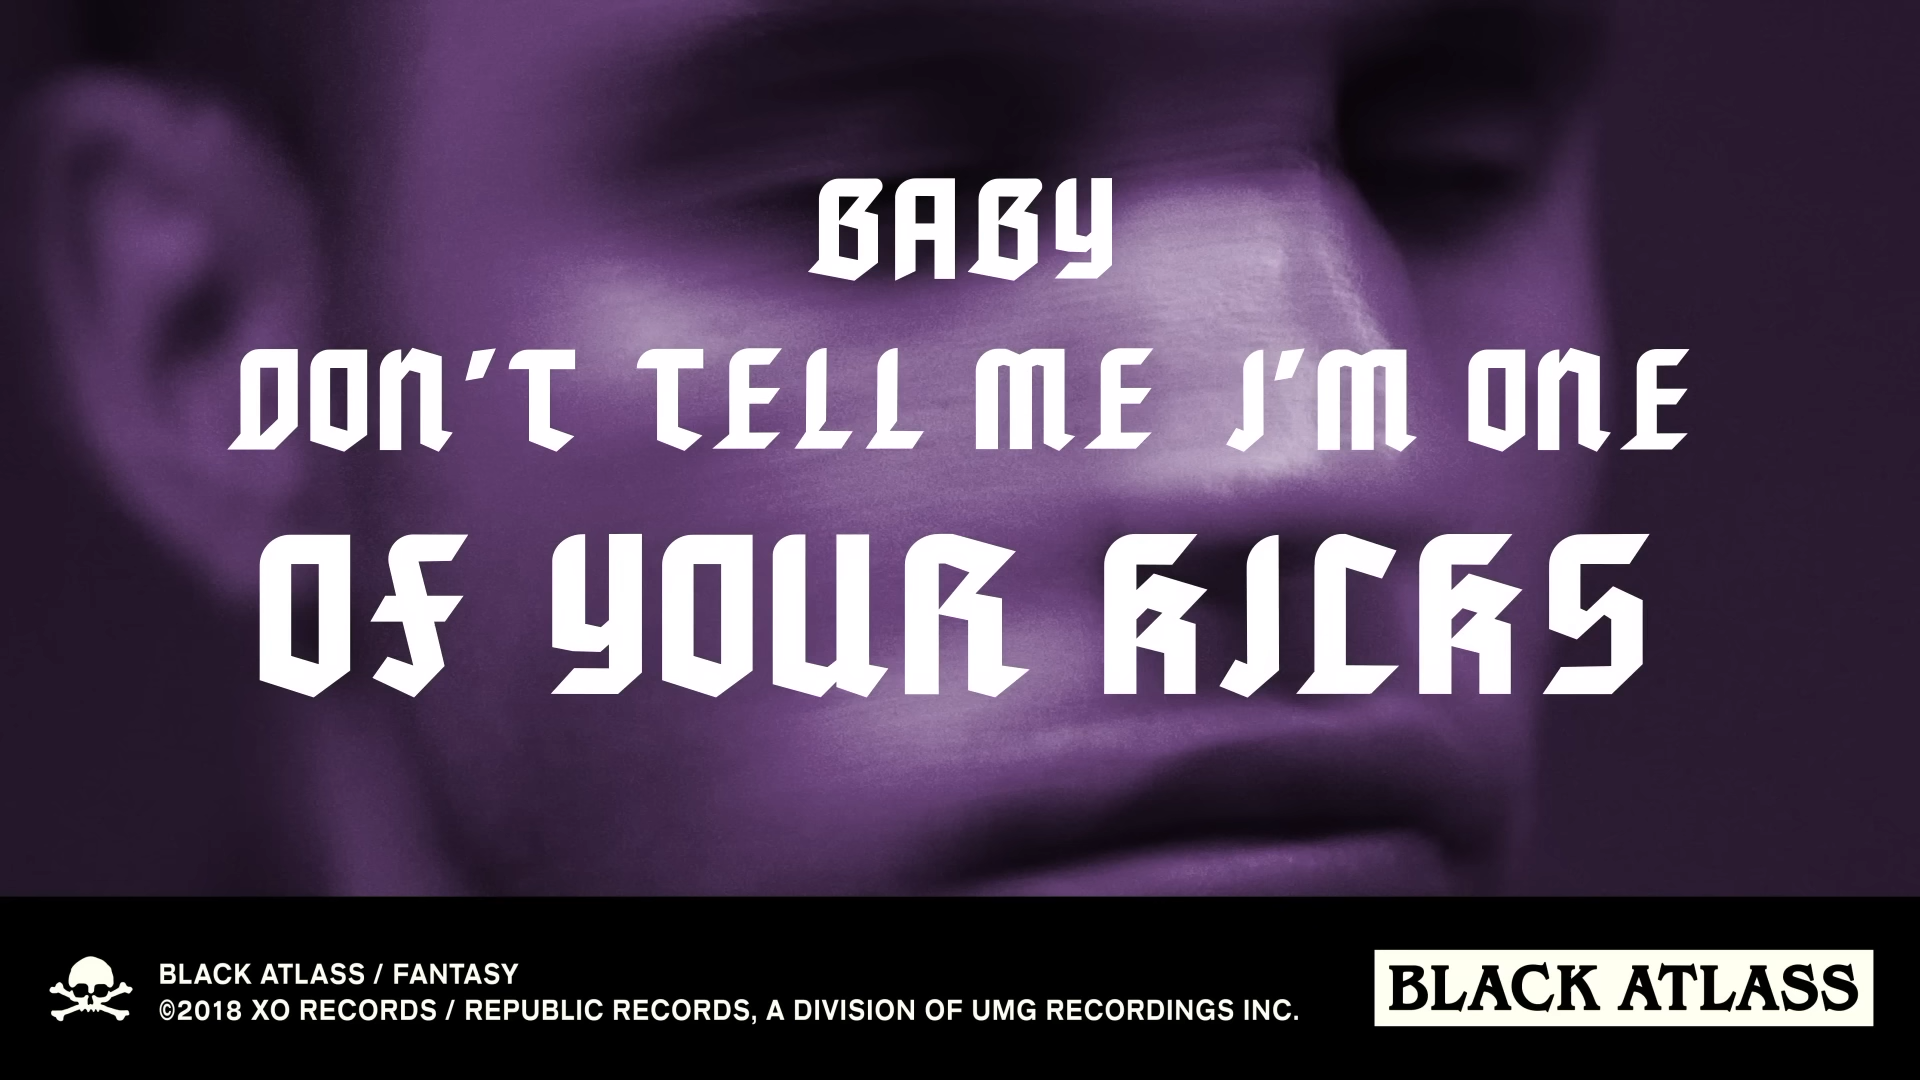 BABY
DON'T TELL ME I'M ONE
OF YOUR KICKS
BLACK ATLASS / FANTASY
©2018 XO RECORDS / REPUBLIC RECORDS, A DIVISION OF UMG RECORDINGS INC.
BLACK ATLASS